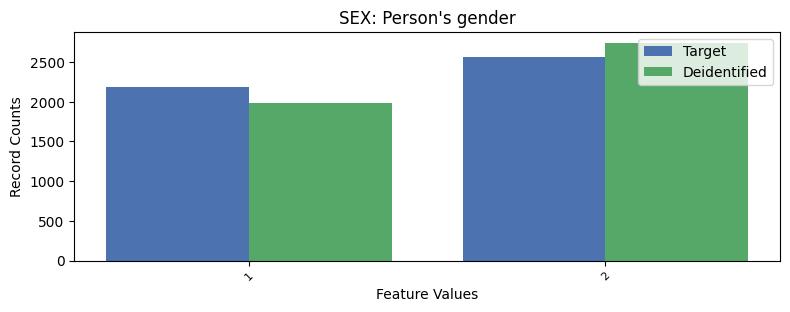 SEX: Person's gender
Target
Deidentified
Record Counts
2500
2000
1500
1000
500
0
1
2
Feature Values